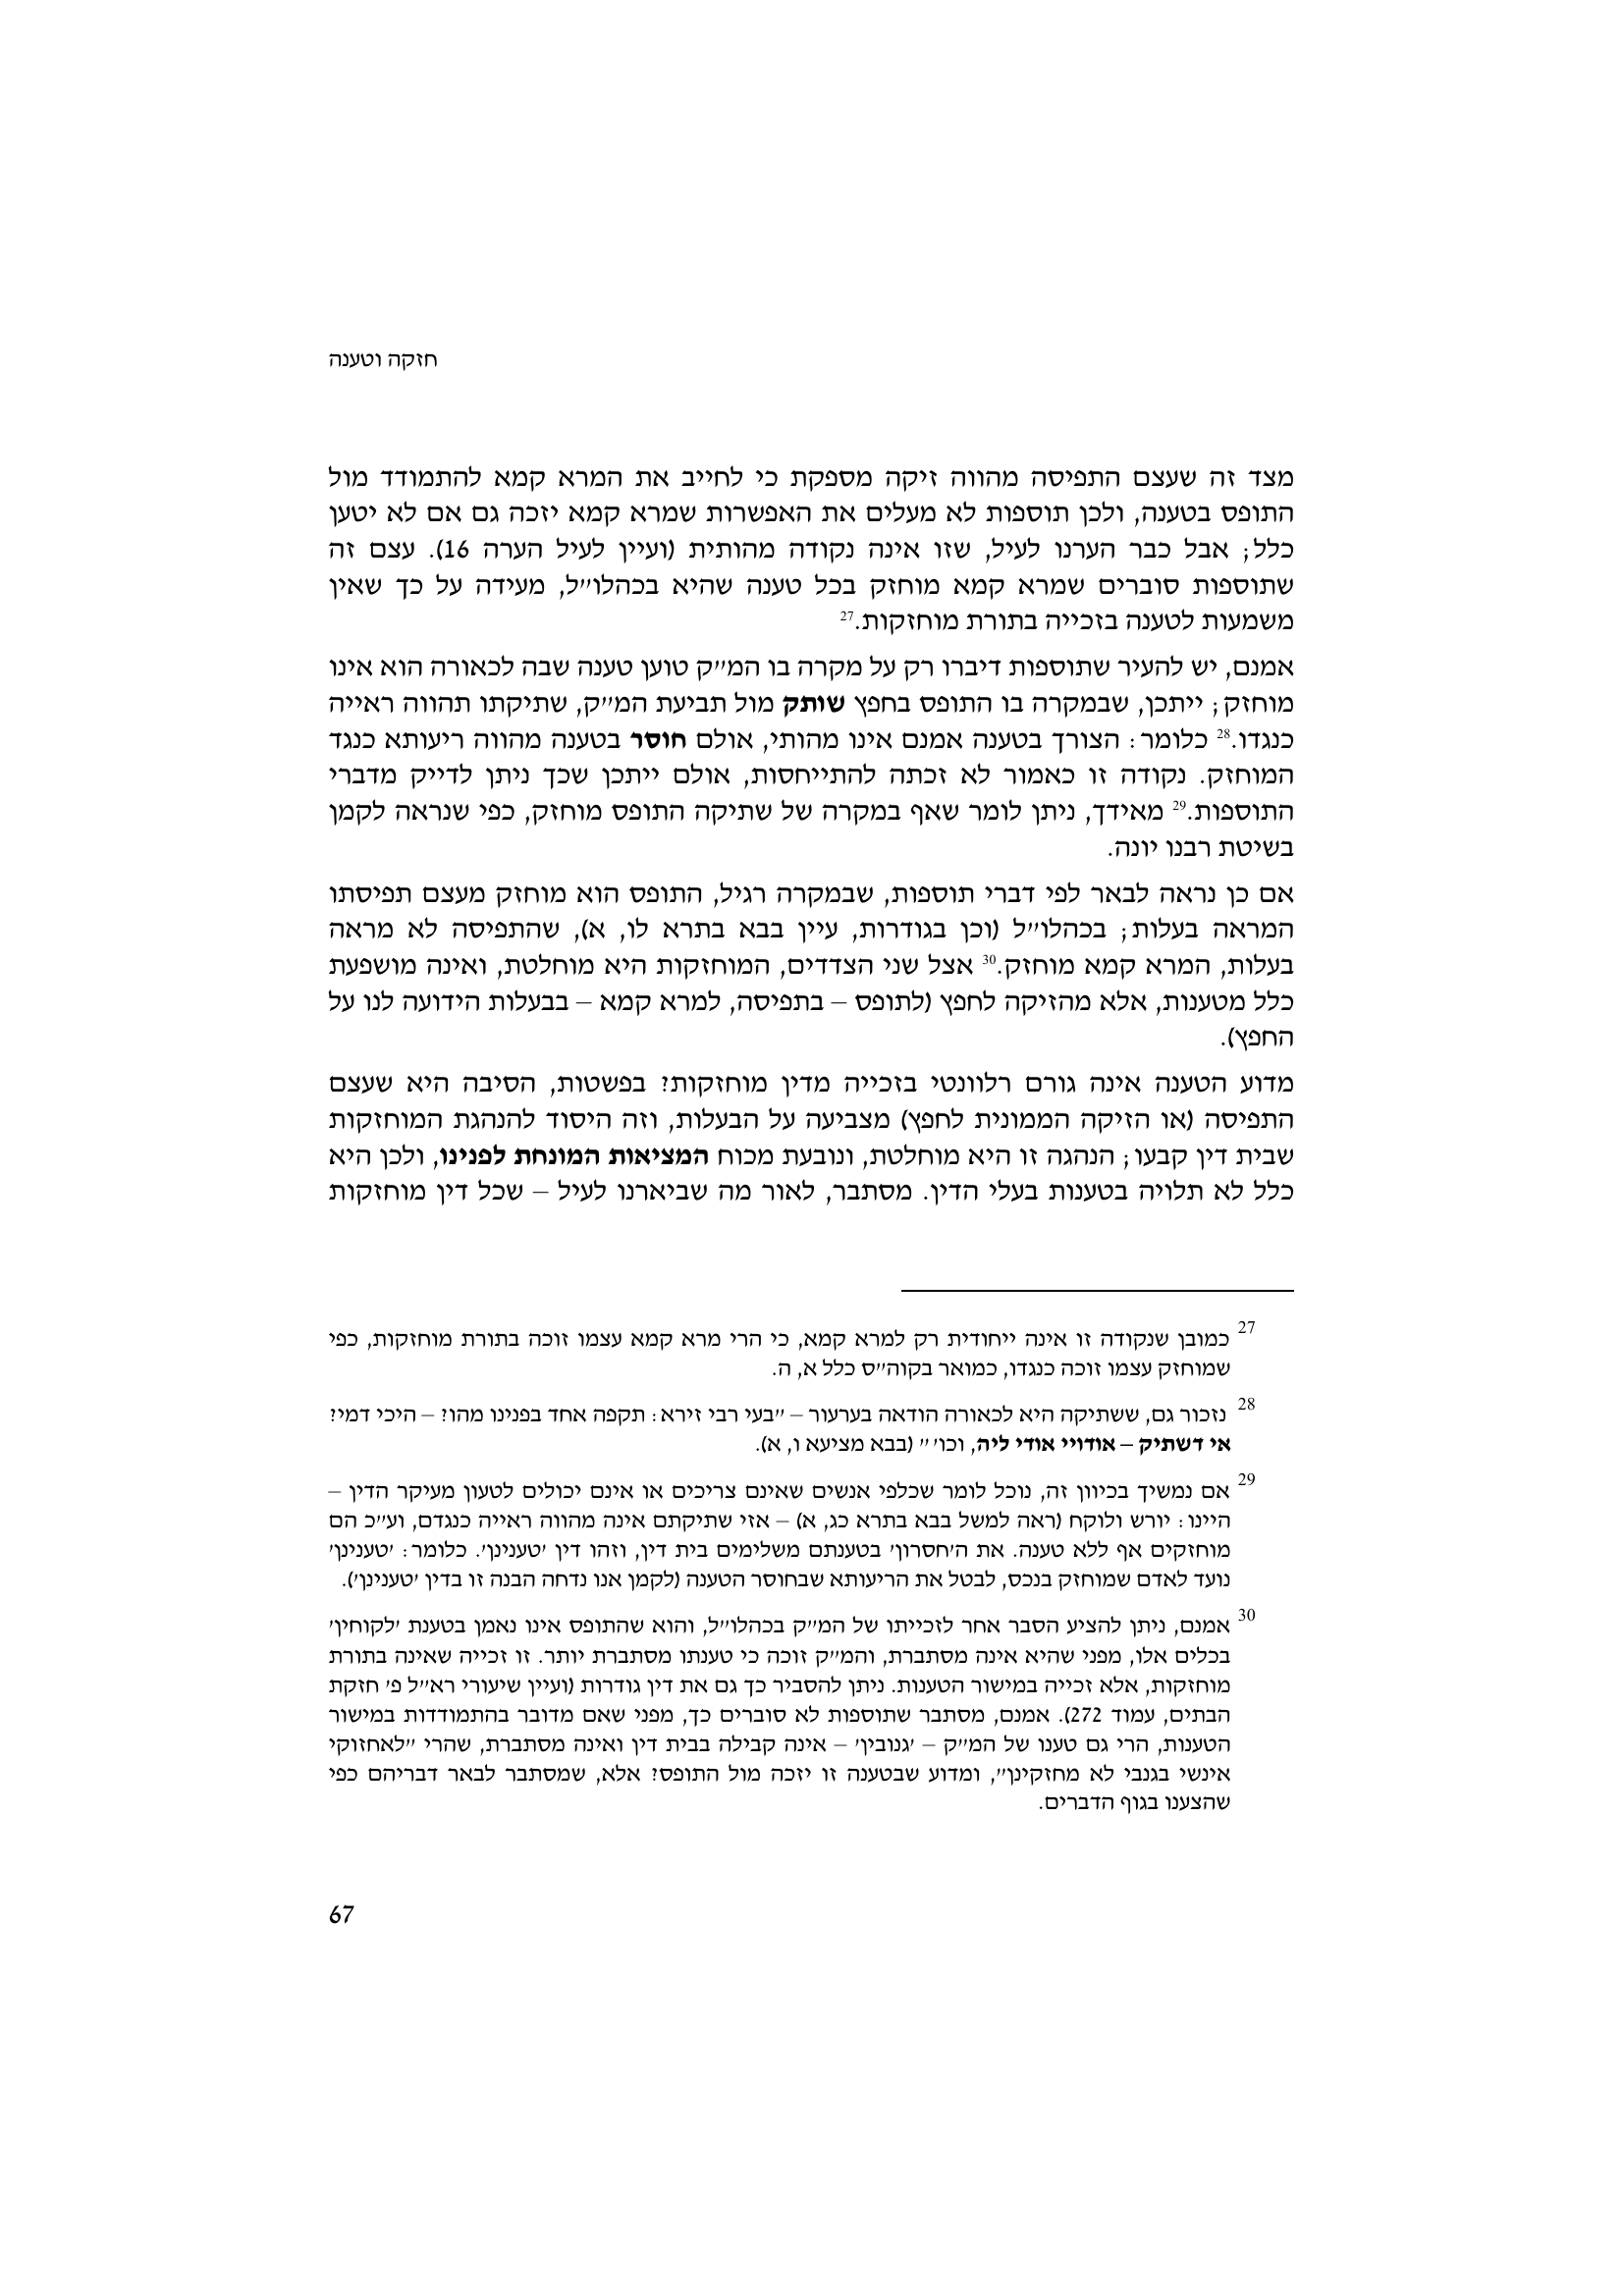 חזקה וטענה
מצד זה שעצם התפיסה מהווה זיקה מספקת כי לחייב את המרא קמא להתמודד מול
התופס בטענה, ולכן תוספות לא מעלים את האפשרות שמרא קמא יזכה גם אם לא יטען
כלל; אבל כבר הערנו לעיל, שזו אינה נקודה מהותית (ועיין לעיל הערה 16). עצם זה
שתוספות סוברים שמרא קמא מוחזק בכל טענה שהיא בכהלו״ל, מעידה על כך שאין
משמעות לטענה בזכייה בתורת מוחזקות.27
אמנם, יש להעיר שתוספות דיברו רק על מקרה בו המ״ק טוען טענה שבה לכאורה הוא אינו
מוחזק; ייתכן, שבמקרה בו התופס בחפץ שותק מול תביעת המ״ק, שתיקתו תהווה ראייה
כנגדו.28 כלומר: הצורך בטענה אמנם אינו מהותי, אולם חוסר בטענה מהווה ריעותא כנגד
המוחזק. נקודה זו כאמור לא זכתה להתייחסות, אולם ייתכן שכך ניתן לדייק מדברי
התוספות.29 מאידך, ניתן לומר שאף במקרה של שתיקה התופס מוחזק, כפי שנראה לקמן
בשיטת רבנו יונה.
אם כן נראה לבאר לפי דברי תוספות, שבמקרה רגיל, התופס הוא מוחזק מעצם תפיסתו
המראה בעלות; בכהלו״ל (וכן בגודרות, עיין בבא בתרא לו, א), שהתפיסה לא מראה
בעלות, המרא קמא מוחזק.30 אצל שני הצדדים, המוחזקות היא מוחלטת, ואינה מושפעת
כלל מטענות, אלא מהזיקה לחפץ (לתופס – בתפיסה, למרא קמא – בבעלות הידועה לנו על
החפץ).
מדוע הטענה אינה גורם רלוונטי בזכייה מדין מוחזקות? בפשטות, הסיבה היא שעצם
התפיסה (או הזיקה הממונית לחפץ) מצביעה על הבעלות, וזה היסוד להנהגת המוחזקות
שבית דין קבעו; הנהגה זו היא מוחלטת, ונובעת מכוח המציאות המונחת לפנינו, ולכן היא
כלל לא תלויה בטענות בעלי הדין. מסתבר, לאור מה שביארנו לעיל – שכל דין מוחזקות
27 כמובן שנקודה זו אינה ייחודית רק למרא קמא, כי הרי מרא קמא עצמו זוכה בתורת מוחזקות, כפי
שמוחזק עצמו זוכה כנגדו, כמואר בקוה״ס כלל א, ה.
28 נזכור גם, ששתיקה היא לכאורה הודאה בערעור – ״בעי רבי זירא: תקפה אחד בפנינו מהו? – היכי דמי?
אי דשתיק – אודויי אודי ליה, וכו׳ ״ (בבא מציעא ו, א).
29 אם נמשיך בכיוון זה, נוכל לומר שכלפי אנשים שאינם צריכים או אינם יכולים לטעון מעיקר הדין –
היינו: יורש ולוקח (ראה למשל בבא בתרא כג, א) – אזי שתיקתם אינה מהווה ראייה כנגדם, וע״כ הם
מוחזקים אף ללא טענה. את ה׳חסרון׳ בטענתם משלימים בית דין, וזהו דין ׳טענינן׳. כלומר: ׳טענינן׳
נועד לאדם שמוחזק בנכס, לבטל את הריעותא שבחוסר הטענה (לקמן אנו נדחה הבנה זו בדין ׳טענינן׳).
30 אמנם, ניתן להציע הסבר אחר לזכייתו של המ״ק בכהלו״ל, והוא שהתופס אינו נאמן בטענת ׳לקוחין׳
בכלים אלו, מפני שהיא אינה מסתברת, והמ״ק זוכה כי טענתו מסתברת יותר. זו זכייה שאינה בתורת
מוחזקות, אלא זכייה במישור הטענות. ניתן להסביר כך גם את דין גודרות (ועיין שיעורי רא״ל פ׳ חזקת
הבתים, עמוד 272). אמנם, מסתבר שתוספות לא סוברים כך, מפני שאם מדובר בהתמודדות במישור
הטענות, הרי גם טענו של המ״ק – ׳גנובין׳ – אינה קבילה בבית דין ואינה מסתברת, שהרי ״לאחזוקי
אינשי בגנבי לא מחזקינן״, ומדוע שבטענה זו יזכה מול התופס? אלא, שמסתבר לבאר דבריהם כפי
שהצענו בגוף הדברים.
67